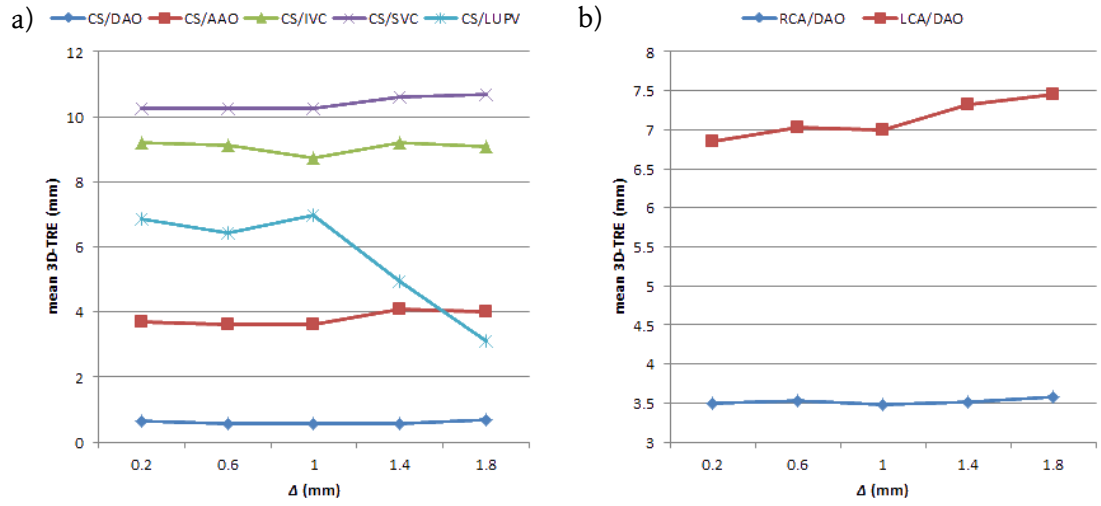 a)
CS/DAO CS/AAO CS/IVC CS/SVC CS/LUPV
12
10
8
6
4
2
0
mean 3D-TRE (mm)
0.2 0.6 1 1.4 1.8
Δ (mm)
b)
RCA/DAO LCA/DAO
8
7.5
7
6.5
6
5.5
5
4.5
4
3.5
3
mean 3D-TRE (mm)
0.2 0.6 1 1.4 1.8
Δ (mm)